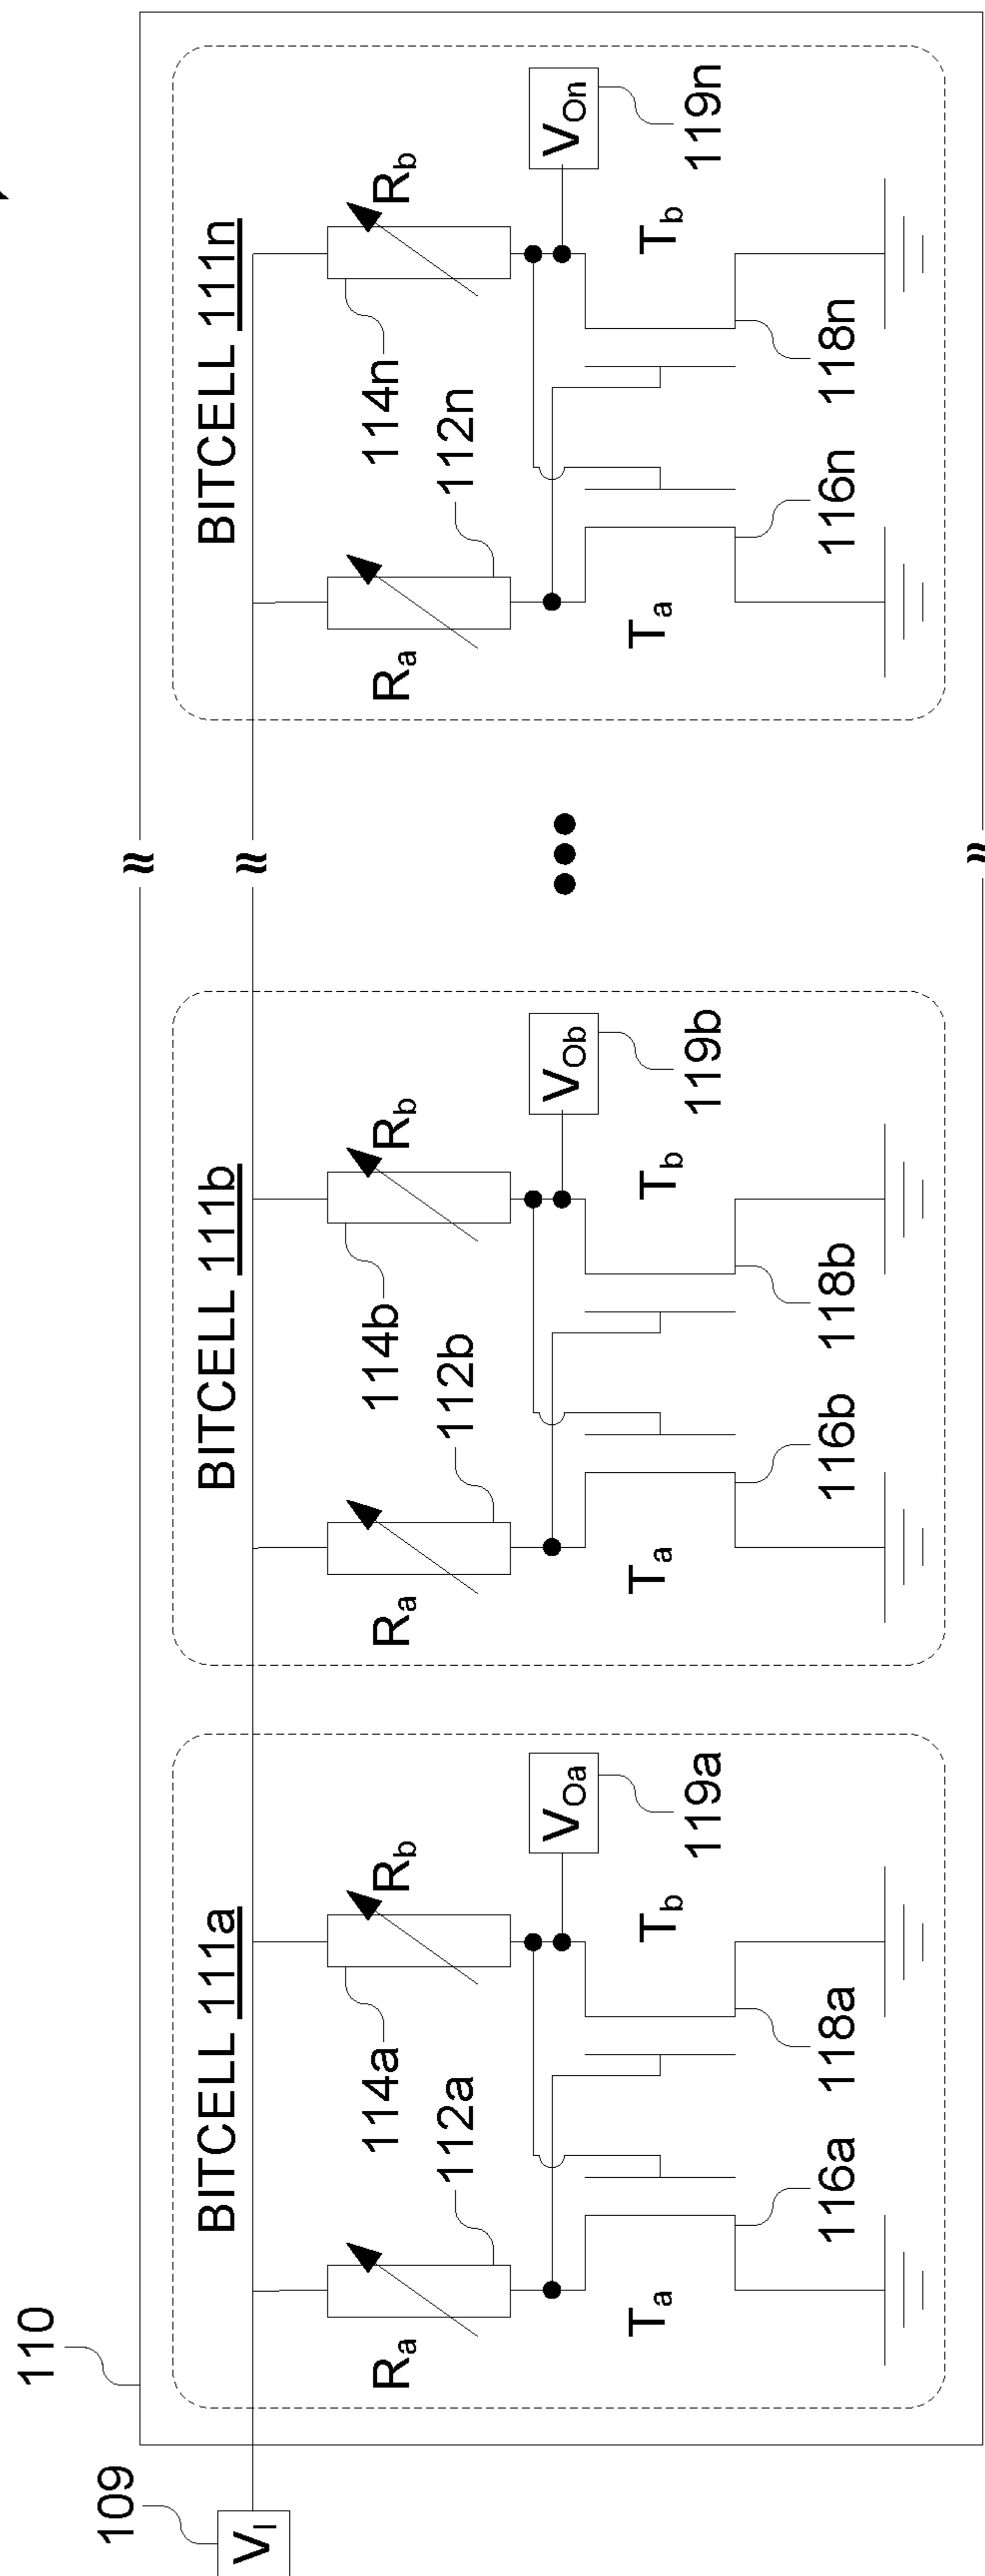 110
109
V_I
BITCELL 111a
R_a
112a
114a
R_b
V_Oa
119a
T_a
116a
118a
T_b
BITCELL 111b
R_a
112b
114b
R_b
V_Ob
119b
T_a
116b
118b
T_b
BITCELL 111n
R_a
112n
114n
R_b
V_On
119n
T_a
116n
118n
T_b